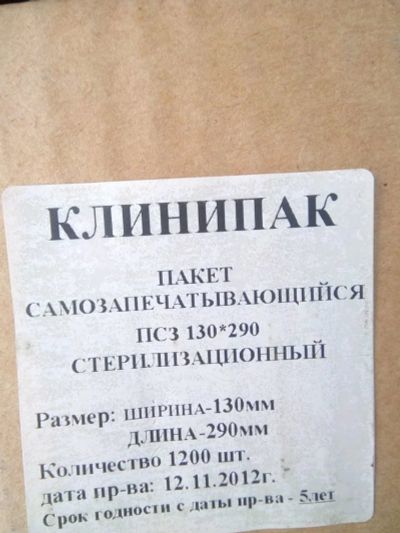 КЛИНИПАК
ПАКЕТ
САМОЗАПЕЧАТЫВАЮЩИЙСЯ
ПСЗ 130*290
СТЕРИЛИЗАЦИОННЫЙ
Размер: ШИРИНА-130мм
ДЛИНА-290мм
Количество 1200 шт.
дата пр-ва: 12.11.2012г.
Срок годности с даты пр-ва - 5лет